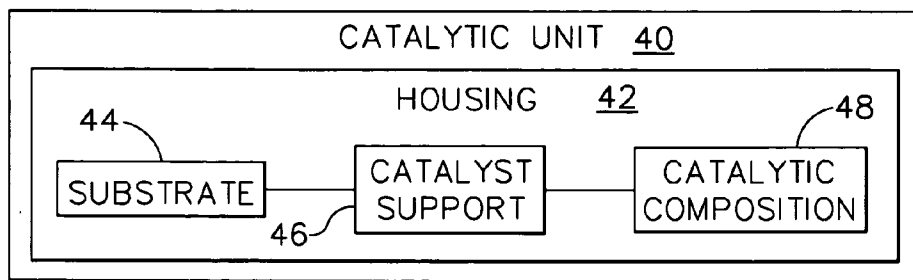 CATALYTIC UNIT 40
HOUSING 42
44
48
SUBSTRATE
CATALYST
SUPPORT
CATALYTIC
COMPOSITION
46